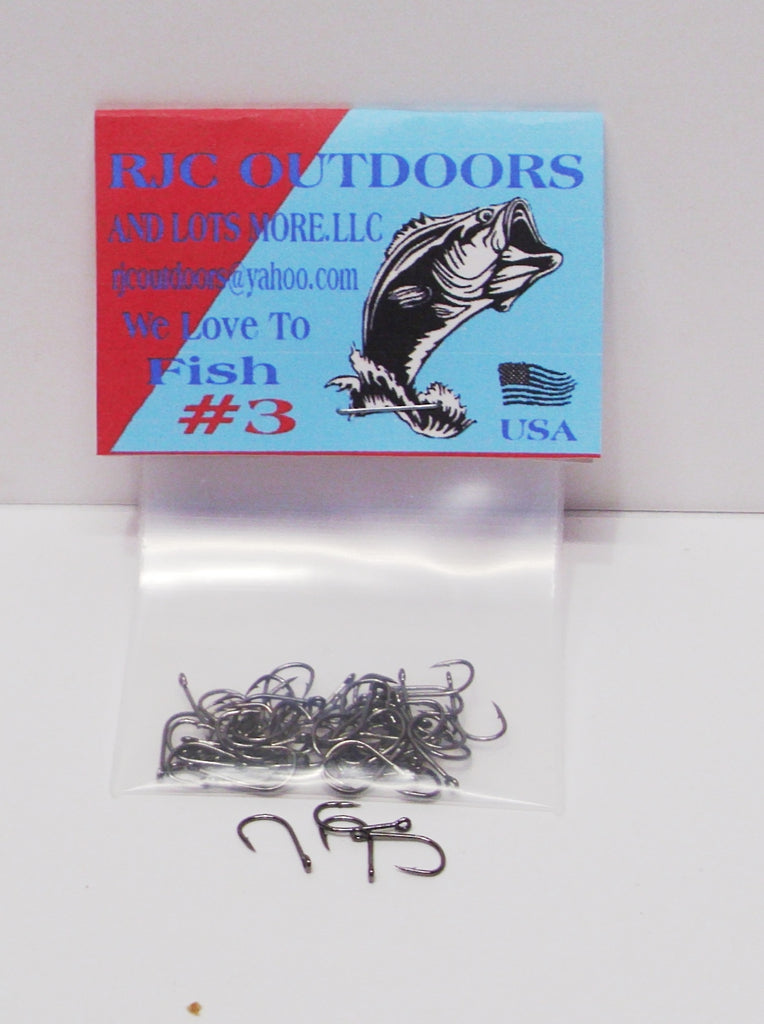 RJC OUTDOORS
AND LOTS MORE.LLC
rjcoutdoors@yahoo.com
We Love To
Fish
#3
USA